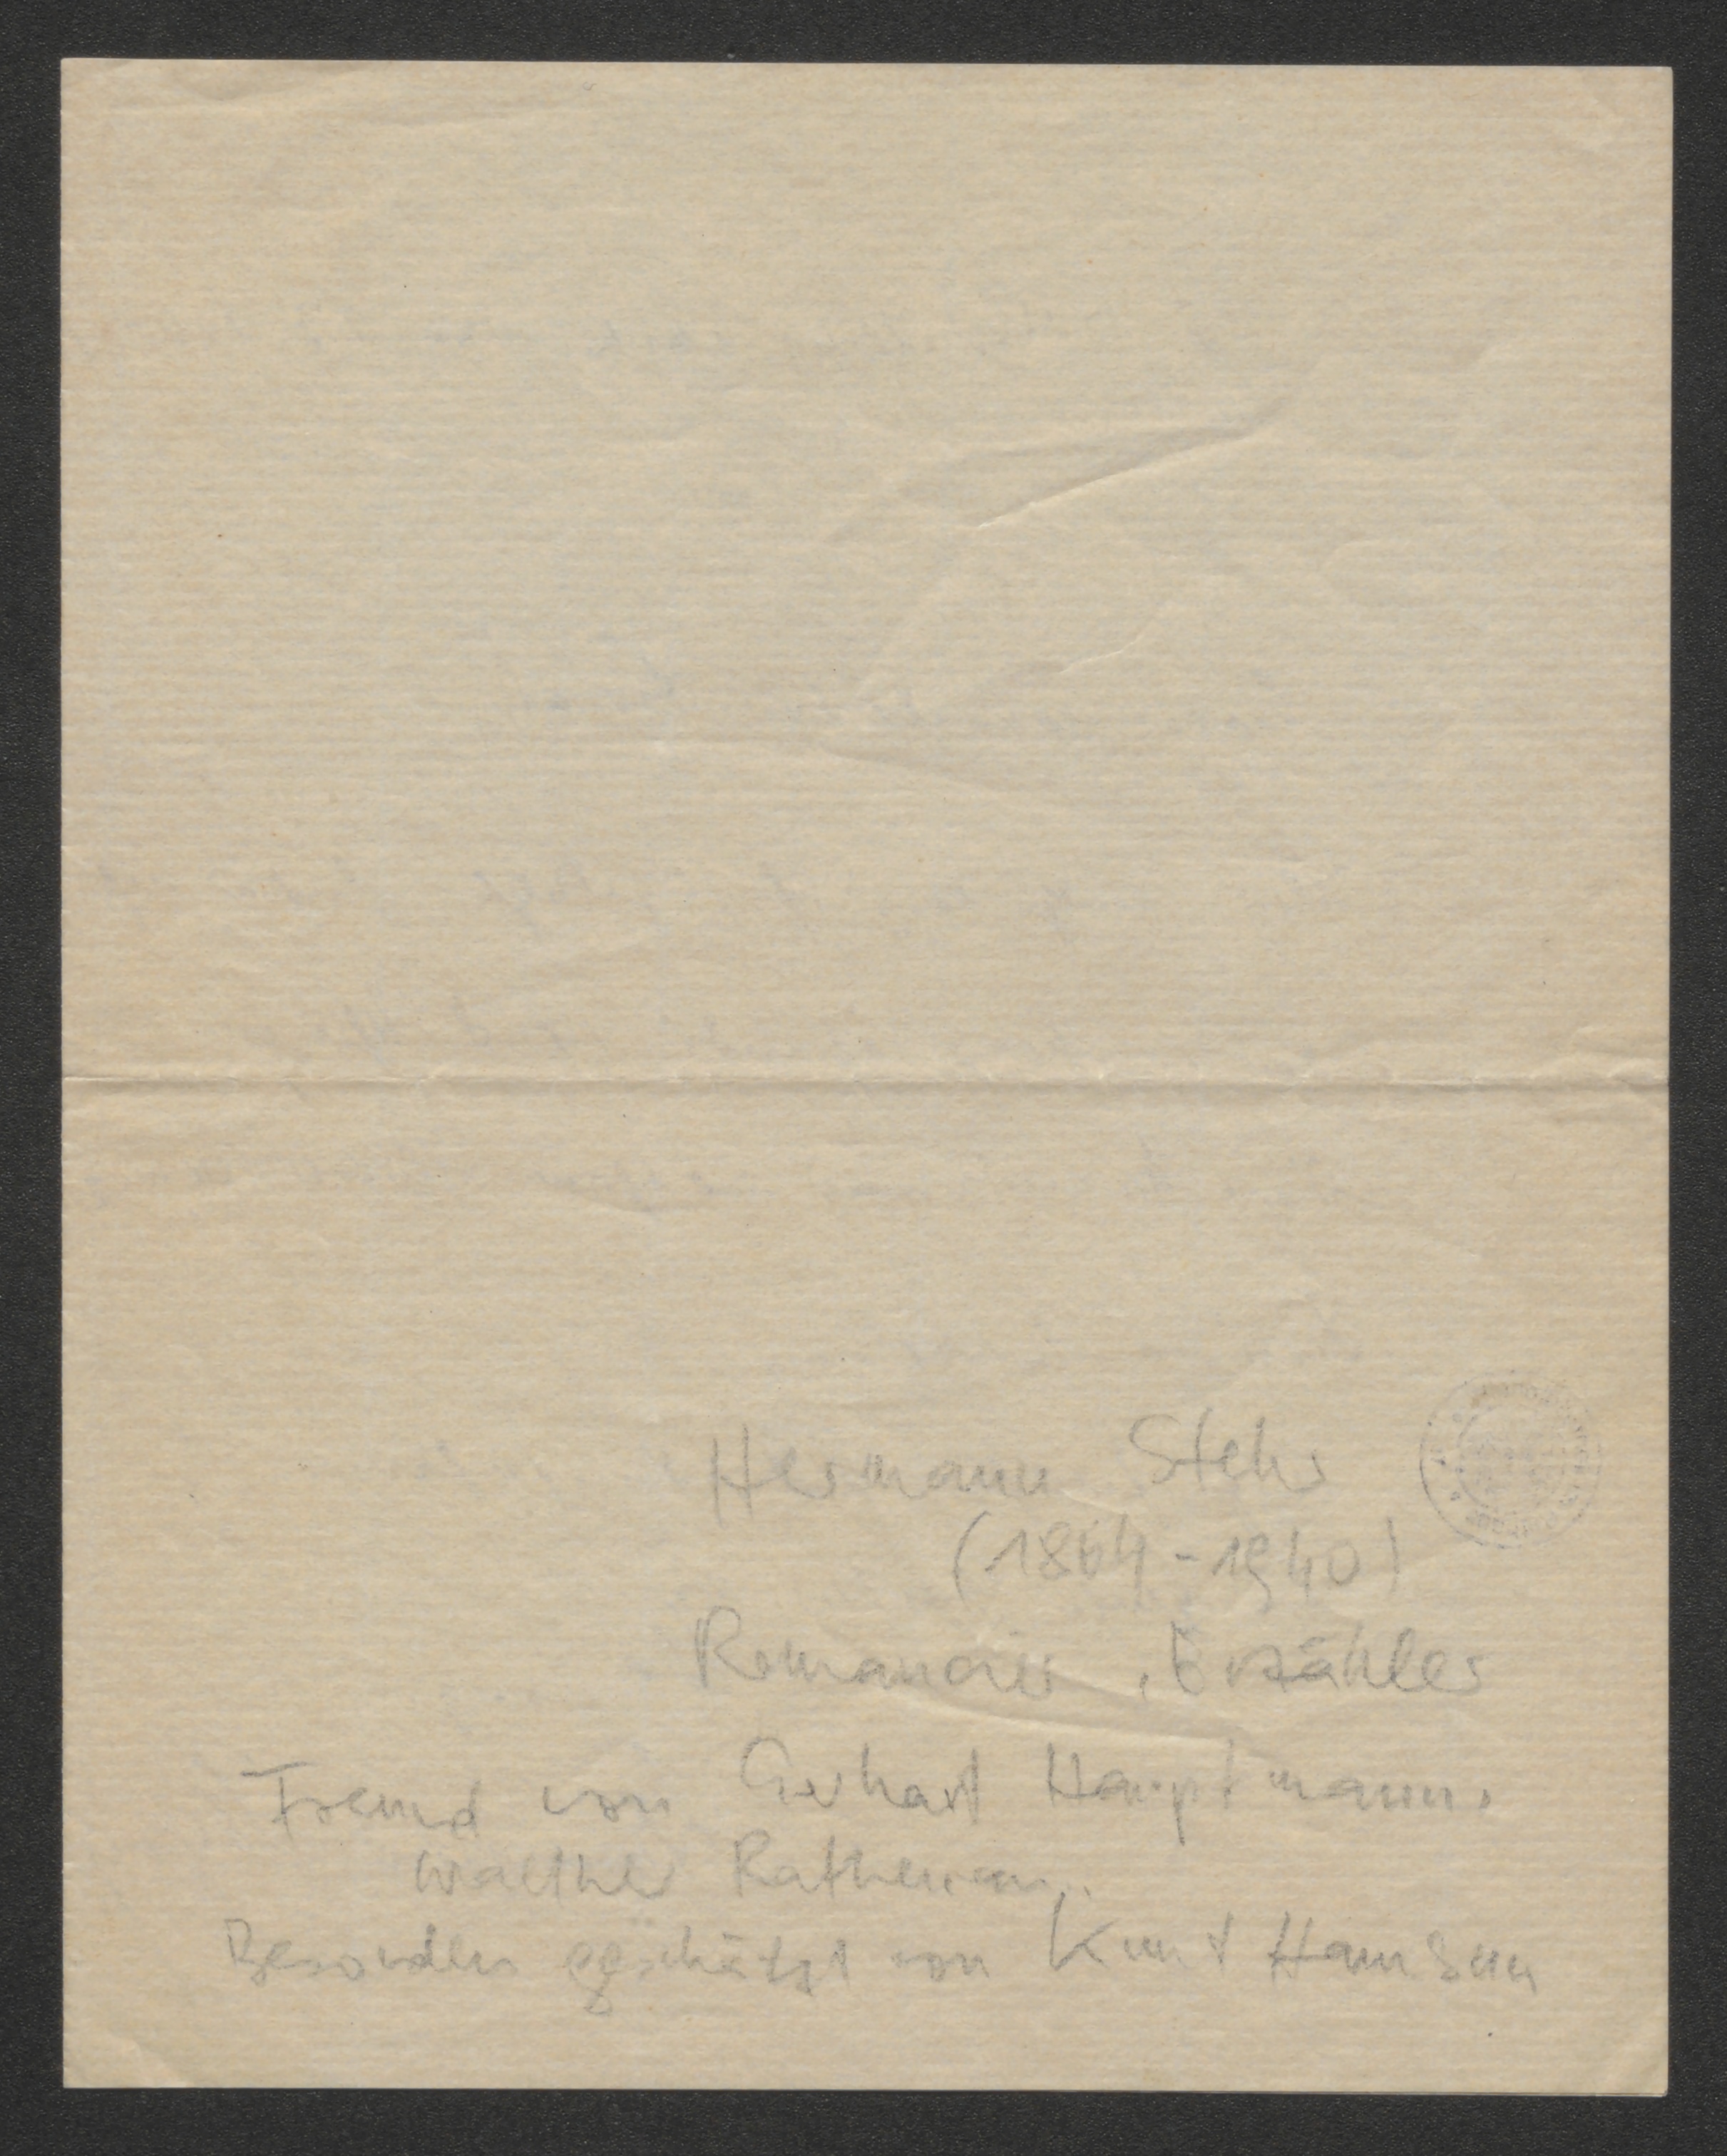 Hermann Stehr
(1864 - 1940)
Romancier, Erzähler
Freund von Gerhart Hauptmann,
Walther Rathenau.
Besonders geschätzt von Knut Hamsun